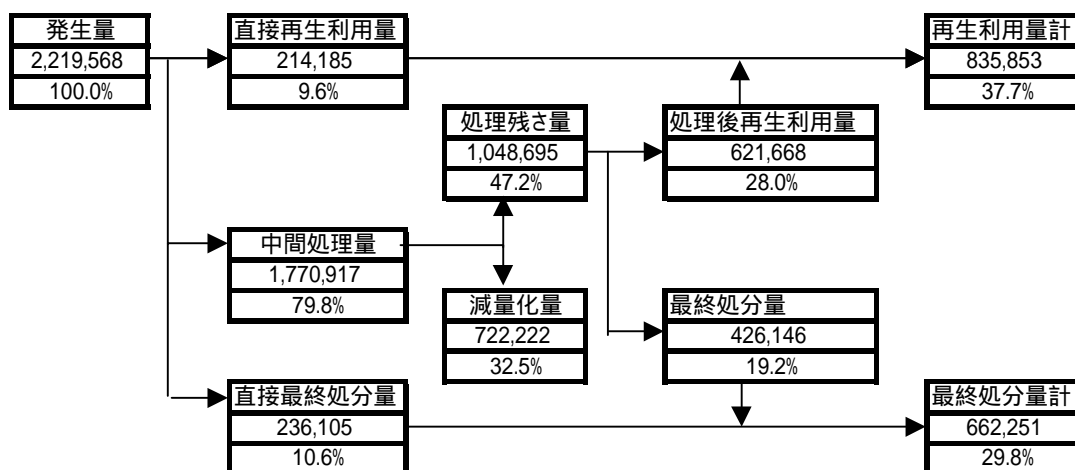 発生量
2,219,568
100.0%
直接再生利用量
214,185
9.6%
再生利用量計
835,853
37.7%
処理残さ量
1,048,695
47.2%
処理後再生利用量
621,668
28.0%
中間処理量
1,770,917
79.8%
減量化量
722,222
32.5%
最終処分量
426,146
19.2%
直接最終処分量
236,105
10.6%
最終処分量計
662,251
29.8%